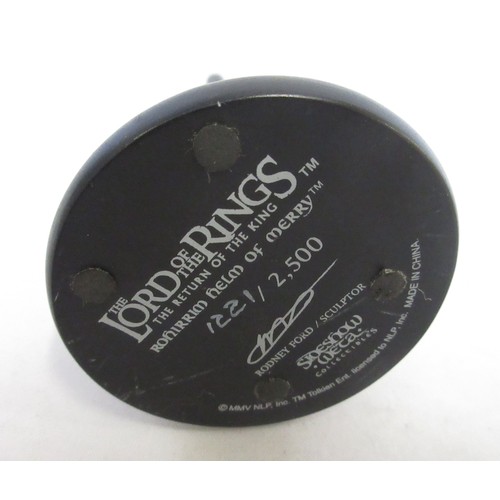 THE
LORD OF THE RINGS™
THE RETURN OF THE KING
ROHIRRIM HELM OF MERRY™
1221/2,500
RODNEY FORD / SCULPTOR
SIDESHOW
WETA
COLLECTIBLES
© MMV NLP, Inc. TM Tolkien Ent. licensed to NLP, Inc. MADE IN CHINA.